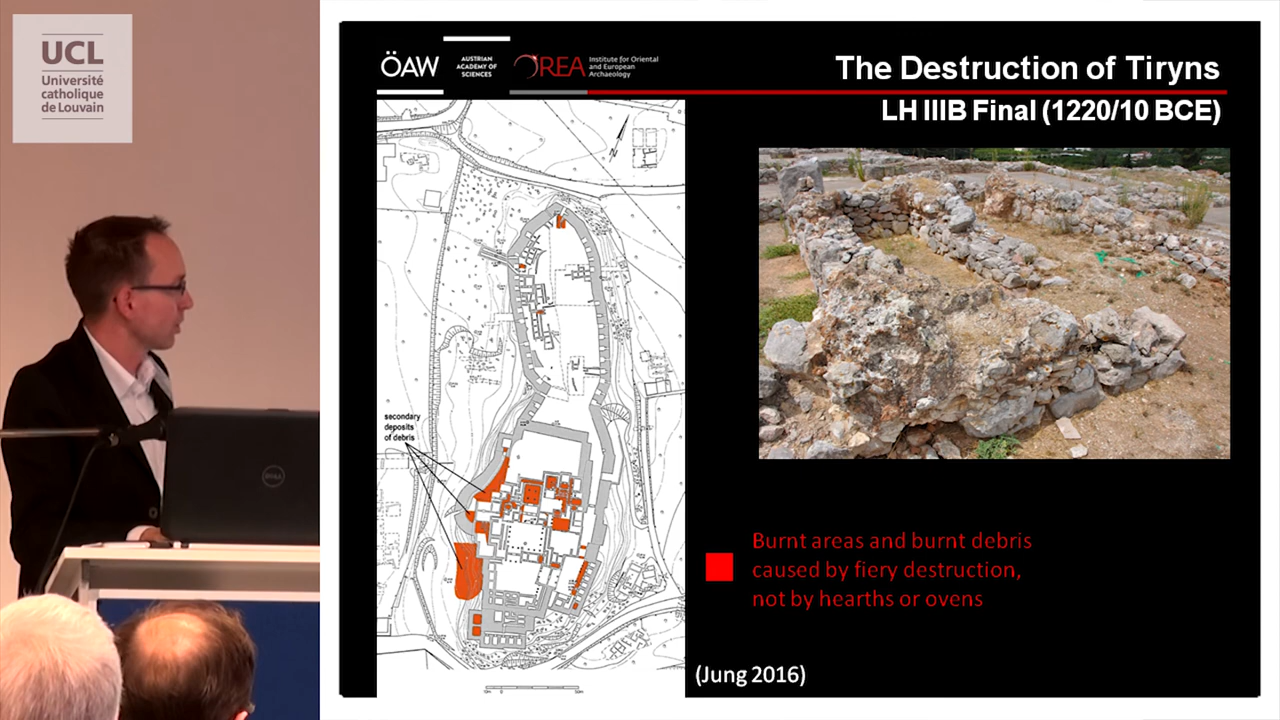 UCL
Université
catholique
de Louvain
ÖAW
AUSTRIAN
ACADEMY OF
SCIENCES
OREA
Institute for Oriental
and European
Archaeology
The Destruction of Tiryns
LH IIIB Final (1220/10 BCE)
secondary
deposits
of debris
Burnt areas and burnt debris
caused by fiery destruction,
not by hearths or ovens
(Jung 2016)
DELL